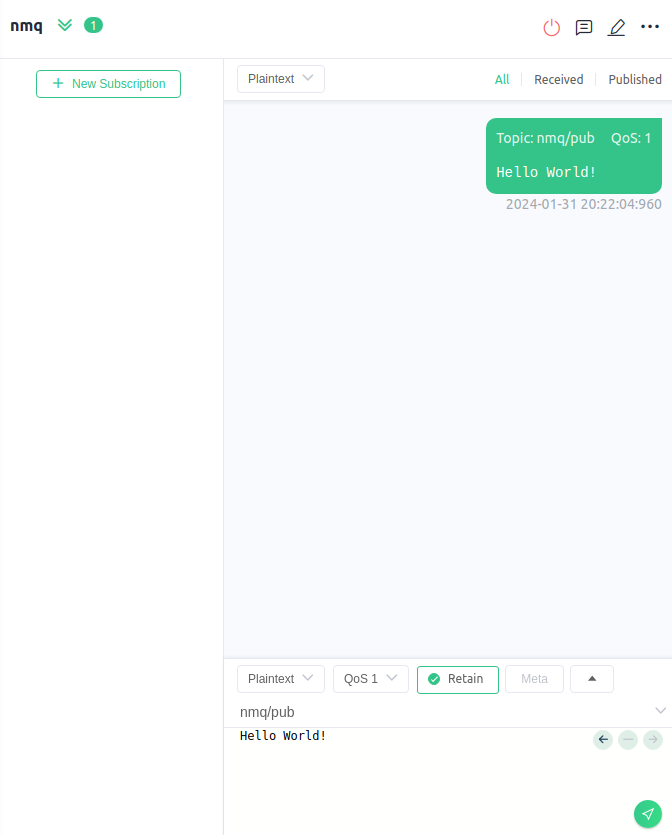 nmq 1
New Subscription
Plaintext All Received Published
Topic: nmq/pub QoS: 1
Hello World!
2024-01-31 20:22:04:960
Plaintext QoS 1 Retain Meta
nmq/pub
Hello World!